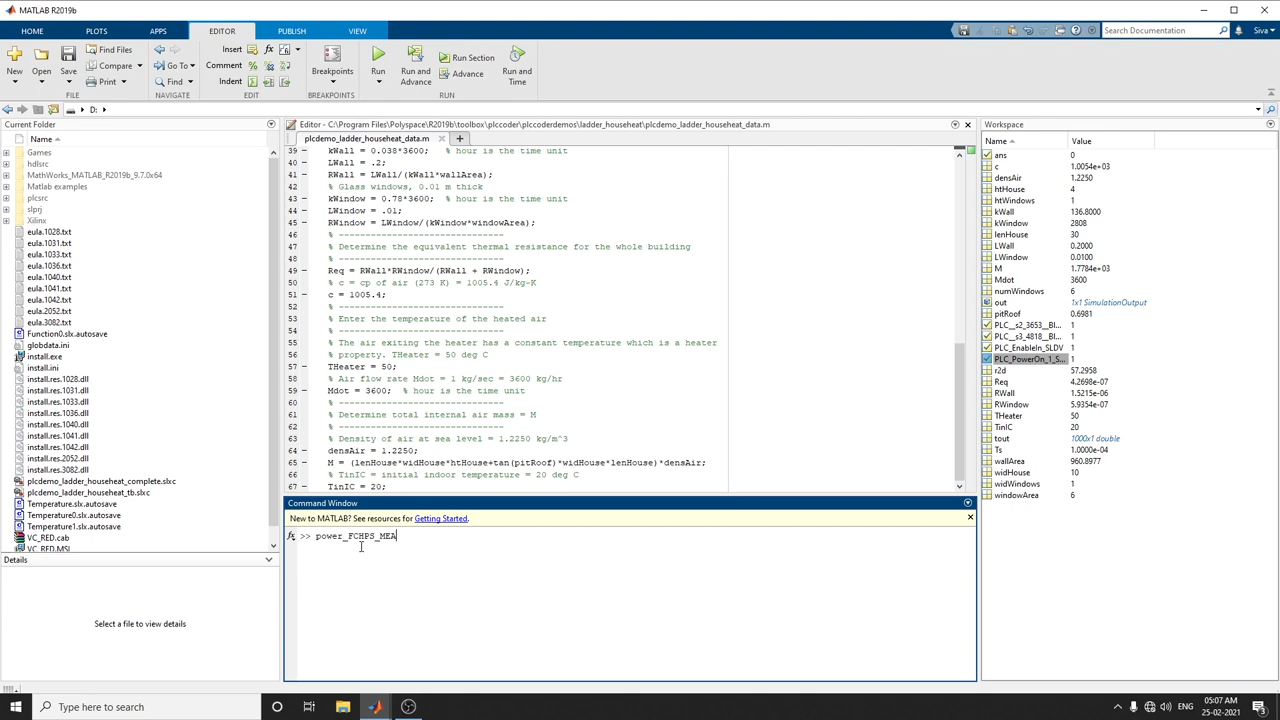 MATLAB R2019b
HOME
PLOTS
APPS
EDITOR
PUBLISH
VIEW
Search Documentation
Siva
New
Open
Save
Find Files
Compare
Print
Go To
Find
Insert
Comment
Indent
Breakpoints
Run
Run and
Advance
Run Section
Advance
Run and
Time
FILE
NAVIGATE
EDIT
BREAKPOINTS
RUN
D:
Current Folder
Name
Games
hdlsrc
MathWorks_MATLAB_R2019b_9.7.0x64
Matlab examples
plcsrc
slprj
Xilinx
eula.1028.txt
eula.1031.txt
eula.1033.txt
eula.1036.txt
eula.1040.txt
eula.1041.txt
eula.1042.txt
eula.2052.txt
eula.3082.txt
Function0.slx.autosave
globdata.ini
install.exe
install.ini
install.res.1028.dll
install.res.1031.dll
install.res.1033.dll
install.res.1036.dll
install.res.1040.dll
install.res.1041.dll
install.res.1042.dll
install.res.2052.dll
install.res.3082.dll
plcdemo_ladder_househeat_complete.slxc
plcdemo_ladder_househeat_tb.slxc
Temperature.slx.autosave
Temperature0.slx.autosave
Temperature1.slx.autosave
VC_RED.cab
VC_RED.MSI
Details
Select a file to view details
Editor - C:\Program Files\Polyspace\R2019b\toolbox\plccoder\plccoderdemos\ladder_househeat\plcdemo_ladder_househeat_data.m
plcdemo_ladder_househeat_data.m
39 kWall = 0.038*3600; % hour is the time unit
40 LWall = .2;
41 RWall = LWall/(kWall*wallArea);
42 % Glass windows, 0.01 m thick
43 kWindow = 0.78*3600; % hour is the time unit
44 LWindow = .01;
45 RWindow = LWindow/(kWindow*windowArea);
46 % -------------------------------
47 % Determine the equivalent thermal resistance for the whole building
48 % -------------------------------
49 Req = RWall*RWindow/(RWall + RWindow);
50 % c = cp of air (273 K) = 1005.4 J/kg-K
51 c = 1005.4;
52 % -------------------------------
53 % Enter the temperature of the heated air
54 % -------------------------------
55 % The air exiting the heater has a constant temperature which is a heater
56 % property. THeater = 50 deg C
57 THeater = 50;
58 % Air flow rate Mdot = 1 kg/sec = 3600 kg/hr
59 Mdot = 3600; % hour is the time unit
60 % -------------------------------
61 % Determine total internal air mass = M
62 % -------------------------------
63 % Density of air at sea level = 1.2250 kg/m^3
64 densAir = 1.2250;
65 M = (lenHouse*widHouse*htHouse+tan(pitRoof)*widHouse*lenHouse)*densAir;
66 % TinIC = initial indoor temperature = 20 deg C
67 TinIC = 20;
Command Window
New to MATLAB? See resources for Getting Started.
fx >> power_FCHPS_MEA
Workspace
Name Value
ans 0
c 1.0054e+03
densAir 1.2250
htHouse 4
htWindows 1
kWall 136.8000
kWindow 2808
lenHouse 30
LWall 0.2000
LWindow 0.0100
M 1.7784e+03
Mdot 3600
numWindows 6
out 1x1 SimulationOutput
pitRoof 0.6981
PLC__s2_3653__Bl... 1
PLC__s3_4818__Bl... 1
PLC_EnableIn_SLDV 1
PLC_PowerOn_1_S... 1
r2d 57.2958
Req 4.2698e-07
RWall 1.5215e-06
RWindow 5.9354e-07
THeater 50
TinIC 20
tout 1000x1 double
Ts 1.0000e-04
wallArea 960.8977
widHouse 10
widWindows 1
windowArea 6
Type here to search
ENG
05:07 AM
25-02-2021